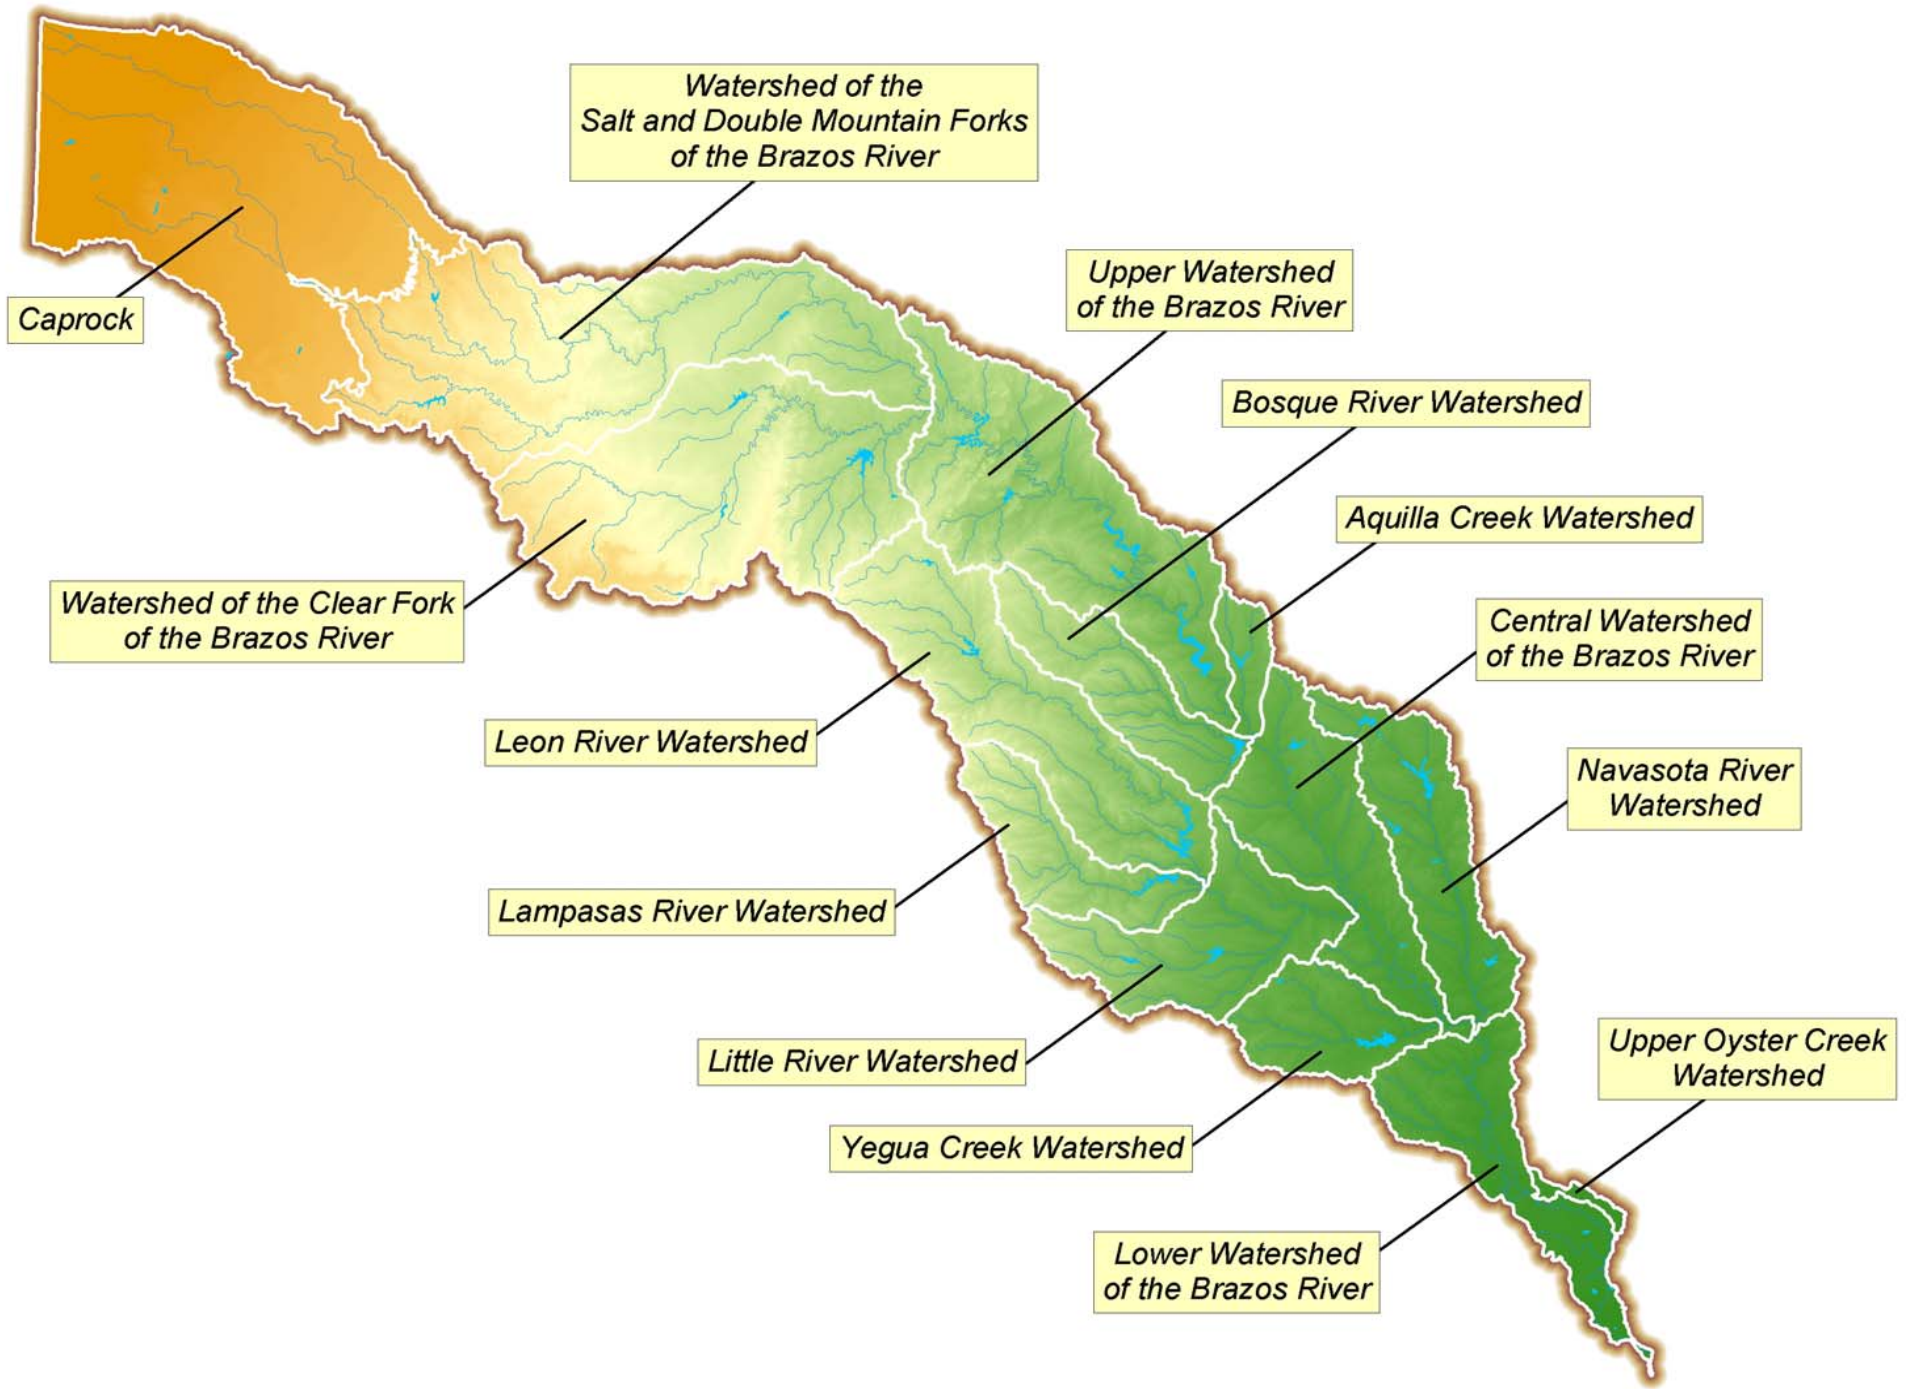 Watershed of the
Salt and Double Mountain Forks
of the Brazos River
Upper Watershed
of the Brazos River
Caprock
Bosque River Watershed
Aquilla Creek Watershed
Watershed of the Clear Fork
of the Brazos River
Central Watershed
of the Brazos River
Leon River Watershed
Navasota River
Watershed
Lampasas River Watershed
Little River Watershed
Upper Oyster Creek
Watershed
Yegua Creek Watershed
Lower Watershed
of the Brazos River